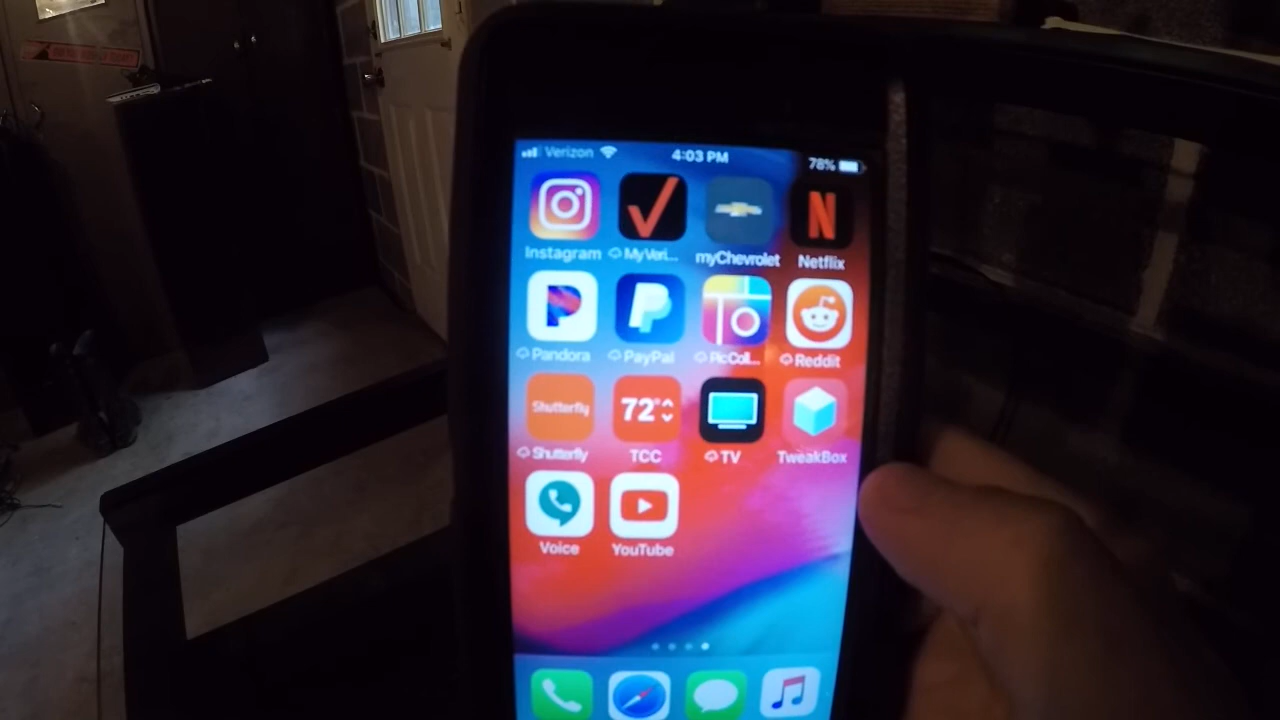 Verizon 4:03 PM 78%
N
Instagram MyVeri... myChevrolet Netflix
Pandora PayPal PicColl... Reddit
Shutterfly 72°
Shutterfly TCC TV TweakBox
Voice YouTube